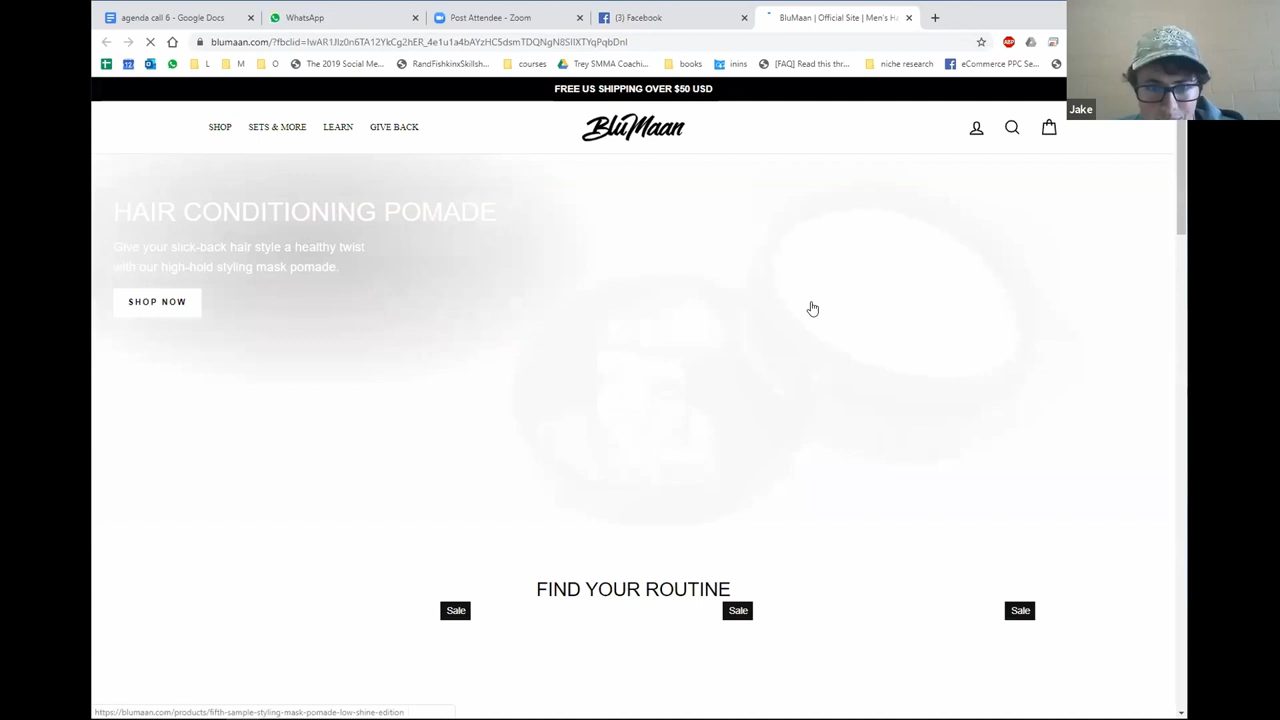 agenda call 6 - Google Docs
WhatsApp
Post Attendee - Zoom
(3) Facebook
BluMaan | Official Site | Men's Ha
blumaan.com/?fbclid=IwAR1JIz0n6TA12YkCg2hER_4e1u1a4bAYzHC5dsmTDQNgN8SIIXTYqPqbDnI
ABP
12
L
M
O
The 2019 Social Me...
RandFishkinxSkillsh...
courses
Trey SMMA Coachi...
books
inins
[FAQ] Read this thr...
niche research
eCommerce PPC Se...
Jake
FREE US SHIPPING OVER $50 USD
SHOP
SETS & MORE
LEARN
GIVE BACK
BluMaan
HAIR CONDITIONING POMADE
Give your slick-back hair style a healthy twist
with our high-hold styling mask pomade.
SHOP NOW
FIND YOUR ROUTINE
Sale
Sale
Sale
https://blumaan.com/products/fifth-sample-styling-mask-pomade-low-shine-edition